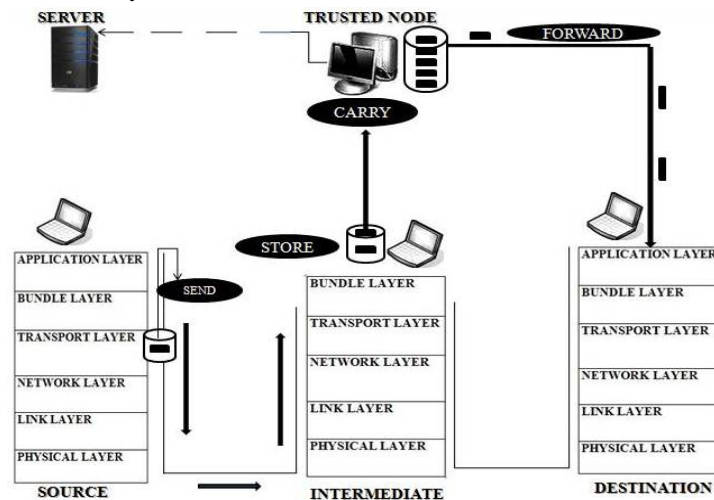 SERVER
TRUSTED NODE
FORWARD
CARRY
STORE
SEND
APPLICATION LAYER
BUNDLE LAYER
TRANSPORT LAYER
NETWORK LAYER
LINK LAYER
PHYSICAL LAYER
SOURCE
BUNDLE LAYER
TRANSPORT LAYER
NETWORK LAYER
LINK LAYER
PHYSICAL LAYER
INTERMEDIATE
APPLICATION LAYER
BUNDLE LAYER
TRANSPORT LAYER
NETWORK LAYER
LINK LAYER
PHYSICAL LAYER
DESTINATION